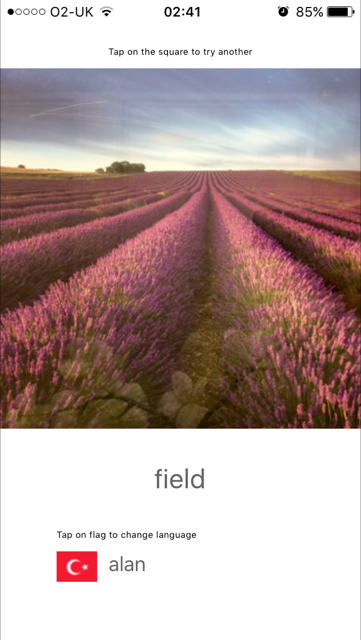 O2-UK 02:41 85%
Tap on the square to try another
field
Tap on flag to change language
alan